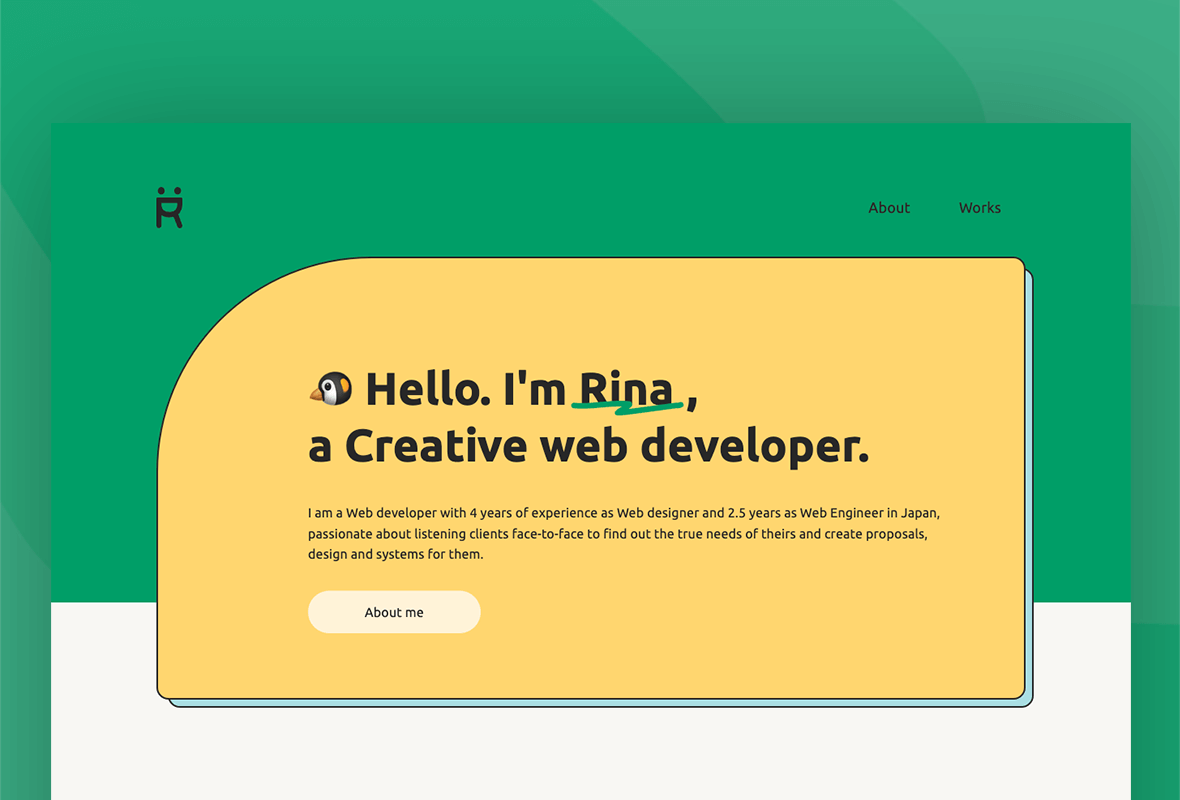 R̈
About Works
Hello. I'm Rina ,
a Creative web developer.
I am a Web developer with 4 years of experience as Web designer and 2.5 years as Web Engineer in Japan,
passionate about listening clients face-to-face to find out the true needs of theirs and create proposals,
design and systems for them.
About me